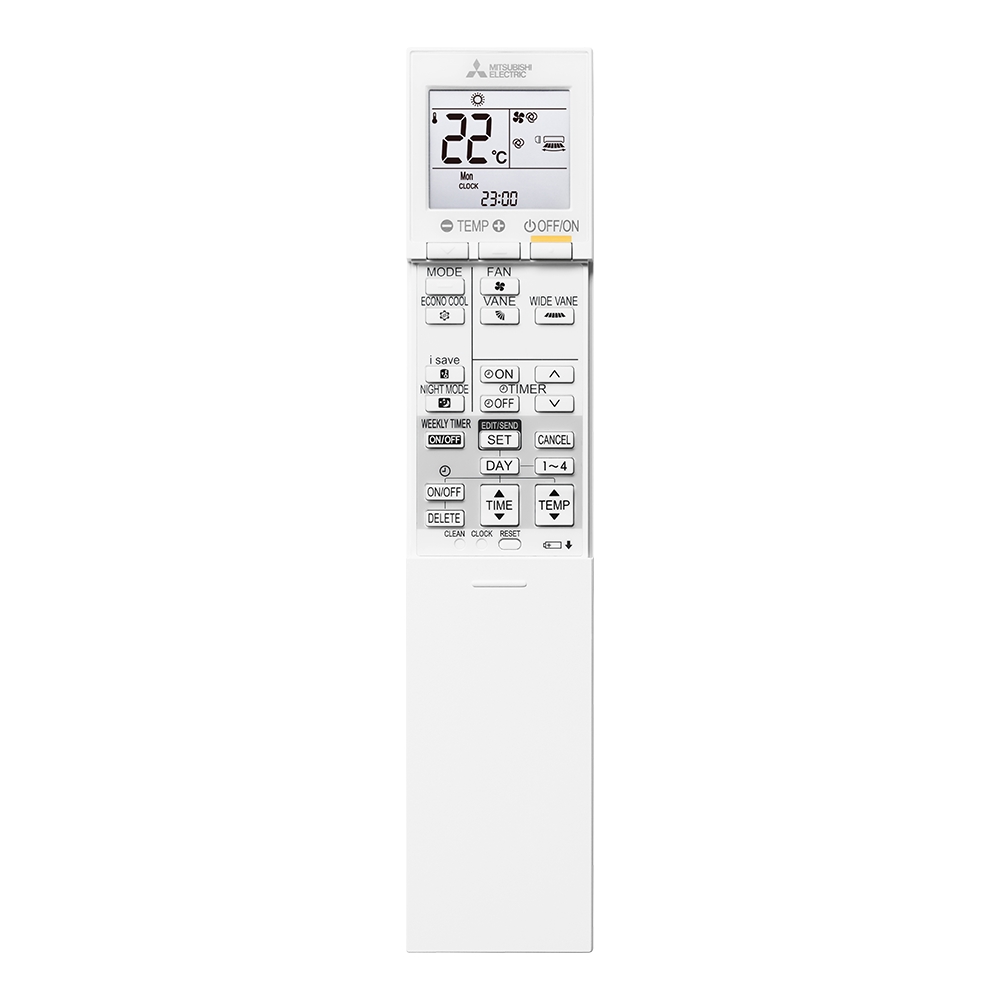 MITSUBISHI
ELECTRIC
22°C
Mon
CLOCK
23:00
TEMP OFF/ON
MODE FAN
ECONO COOL VANE WIDE VANE
i save
ON
NIGHT MODE TIMER
OFF
WEEKLY TIMER EDIT/SEND
ON/OFF SET CANCEL
DAY 1~4
ON/OFF TIME TEMP
DELETE
CLEAN CLOCK RESET